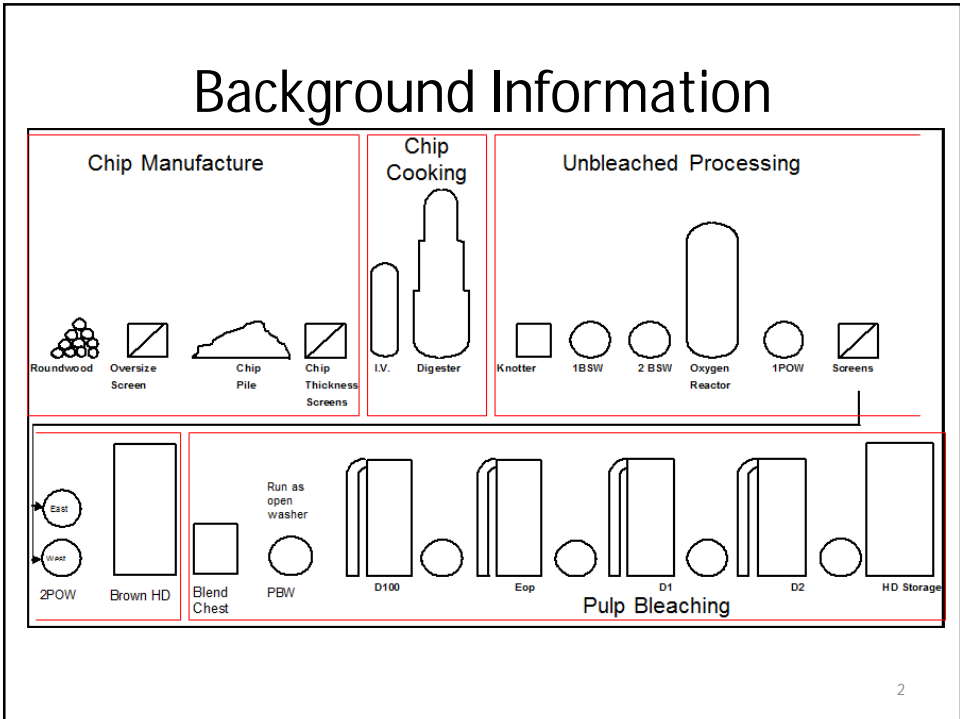 Background Information
Chip Manufacture
Chip
Cooking
Unbleached Processing
Roundwood
Oversize
Screen
Chip
Pile
Chip
Thickness
Screens
I.V.
Digester
Knotter
1BSW
2 BSW
Oxygen
Reactor
1POW
Screens
East
West
2POW
Brown HD
Blend
Chest
Run as
open
washer
PBW
D100
Eop
D1
D2
HD Storage
Pulp Bleaching
2